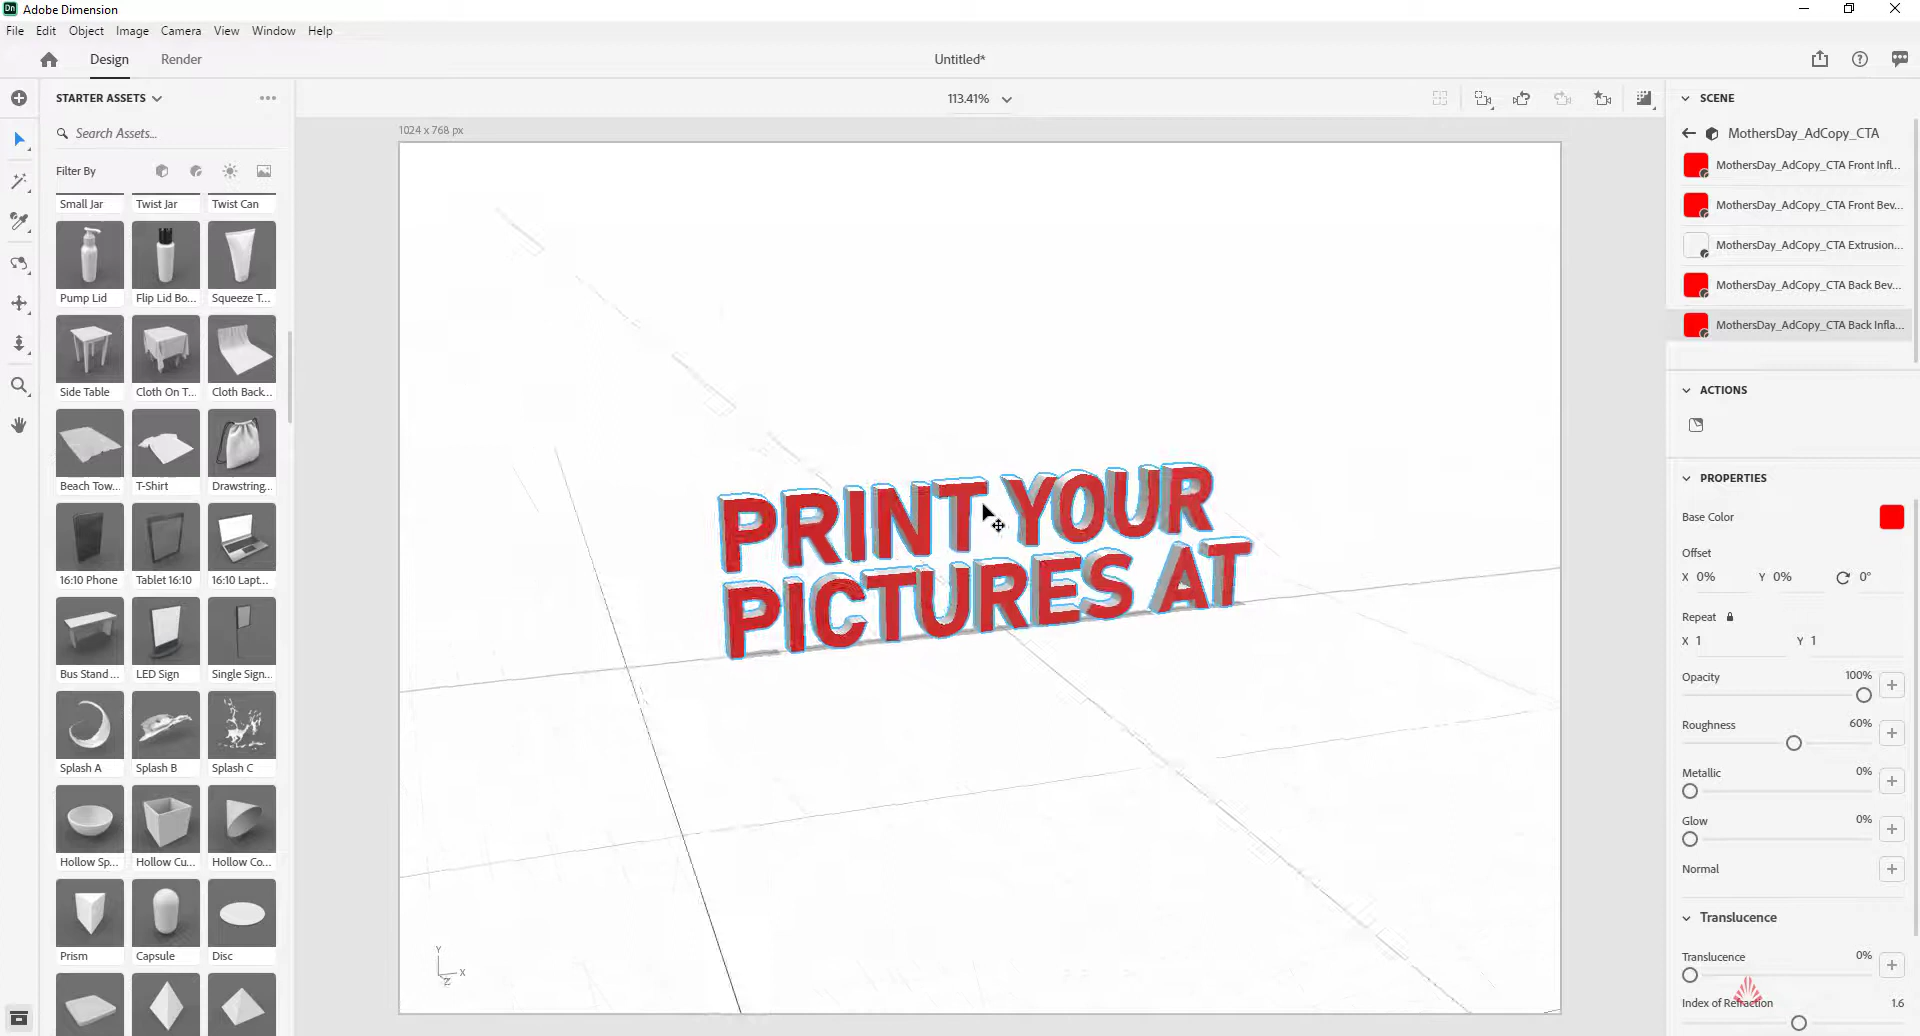 Dn Adobe Dimension
File Edit Object Image Camera View Window Help
Design Render Untitled*
STARTER ASSETS
Search Assets...
Filter By
Small Jar Twist Jar Twist Can
Pump Lid Flip Lid Bo... Squeeze T...
Side Table Cloth On T... Cloth Back...
Beach Tow... T-Shirt Drawstring...
16:10 Phone Tablet 16:10 16:10 Lapt...
Bus Stand ... LED Sign Single Sign...
Splash A Splash B Splash C
Hollow Sp... Hollow Cu... Hollow Co...
Prism Capsule Disc
113.41%
1024 x 768 px
PRINT YOUR
PICTURES AT
Y
X
Z
SCENE
MothersDay_AdCopy_CTA
MothersDay_AdCopy_CTA Front Infl...
MothersDay_AdCopy_CTA Front Bev...
MothersDay_AdCopy_CTA Extrusion...
MothersDay_AdCopy_CTA Back Bev...
MothersDay_AdCopy_CTA Back Infla...
ACTIONS
PROPERTIES
Base Color
Offset
X 0% Y 0% 0°
Repeat
X 1 Y 1
Opacity 100%
Roughness 60%
Metallic 0%
Glow 0%
Normal
Translucence
Translucence 0%
Index of Refraction 1.6